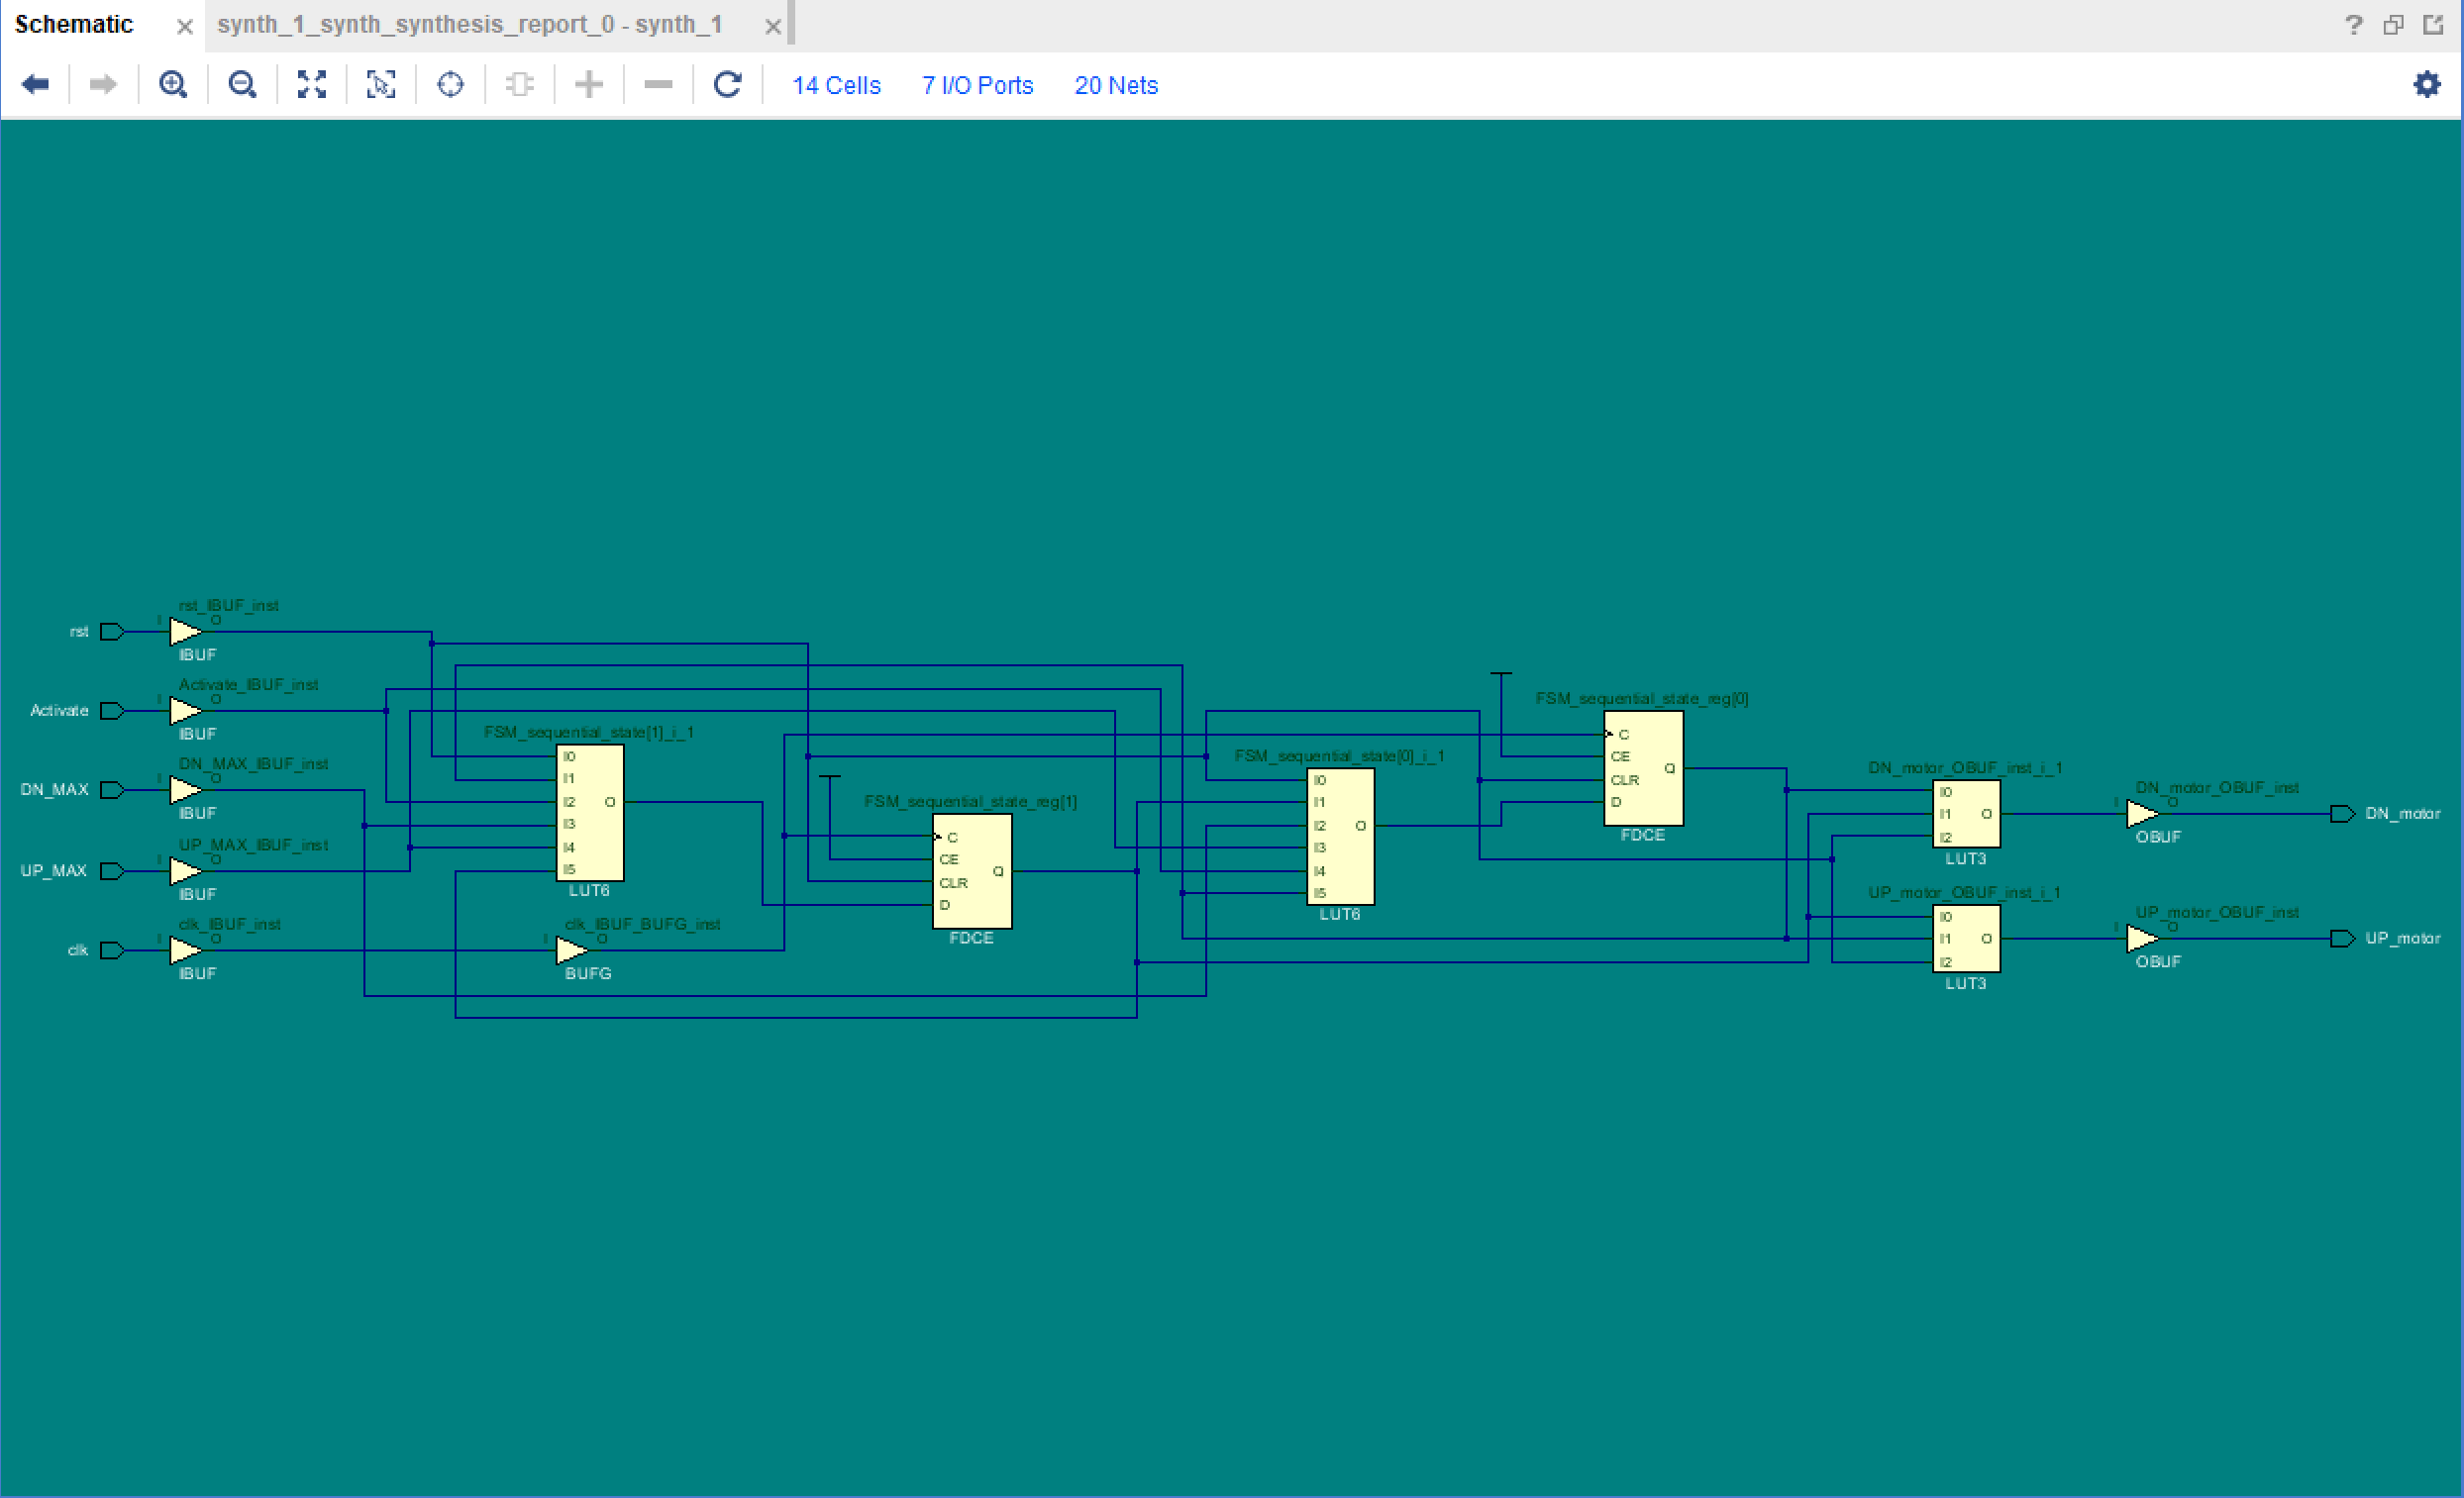 Schematic
synth_1_synth_synthesis_report_0 - synth_1
?
14 Cells
7 I/O Ports
20 Nets
rst
I
rst_IBUF_inst
O
IBUF
Activate
I
Activate_IBUF_inst
O
IBUF
DN_MAX
I
DN_MAX_IBUF_inst
O
IBUF
UP_MAX
I
UP_MAX_IBUF_inst
O
IBUF
clk
I
clk_IBUF_inst
O
IBUF
FSM_sequential_state[1]_i_1
I0
I1
I2
I3
I4
I5
O
LUT6
I
clk_IBUF_BUFG_inst
O
BUFG
FSM_sequential_state_reg[1]
C
CE
CLR
D
Q
FDCE
FSM_sequential_state[0]_i_1
I0
I1
I2
I3
I4
I5
O
LUT6
FSM_sequential_state_reg[0]
C
CE
CLR
D
Q
FDCE
DN_motor_OBUF_inst_i_1
I0
I1
I2
O
LUT3
UP_motor_OBUF_inst_i_1
I0
I1
I2
O
LUT3
I
DN_motor_OBUF_inst
O
OBUF
DN_motor
I
UP_motor_OBUF_inst
O
OBUF
UP_motor